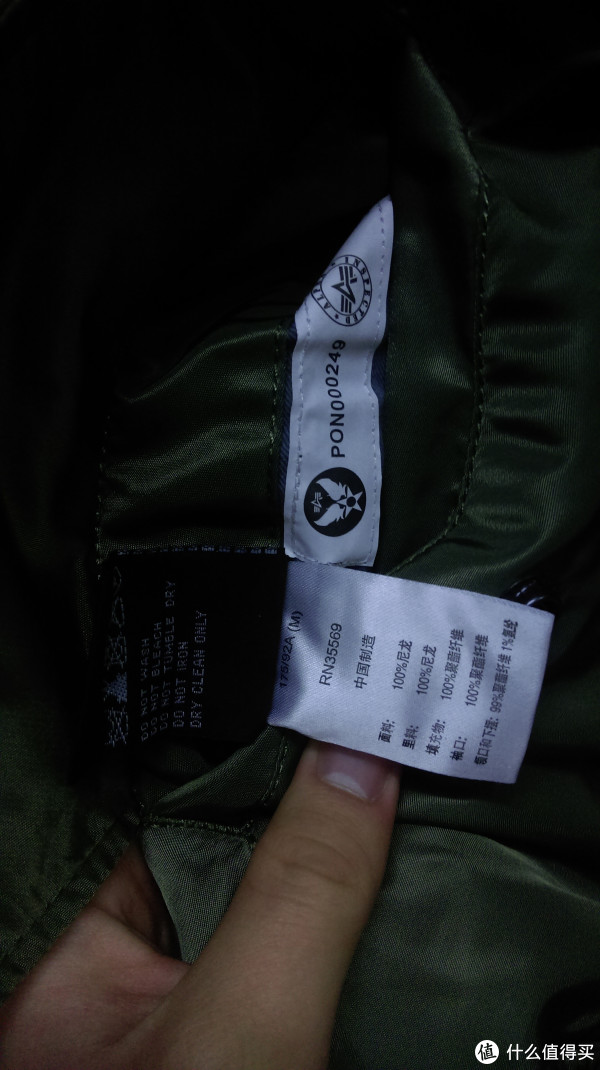 PON000249
175/92A (M)
RN35569
中国制造
面料: 100%尼龙
里料: 100%尼龙
填充物: 100%聚酯纤维
袖口: 100%聚酯纤维
领口和下摆: 99%聚酯纤维 1%氨纶
DO NOT WASH
DO NOT BLEACH
DO NOT TUMBLE DRY
DO NOT IRON
DRY CLEAN ONLY
值 什么值得买